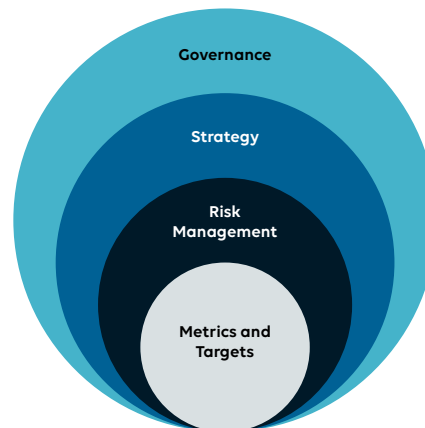 Governance
Strategy
Risk
Management
Metrics and
Targets